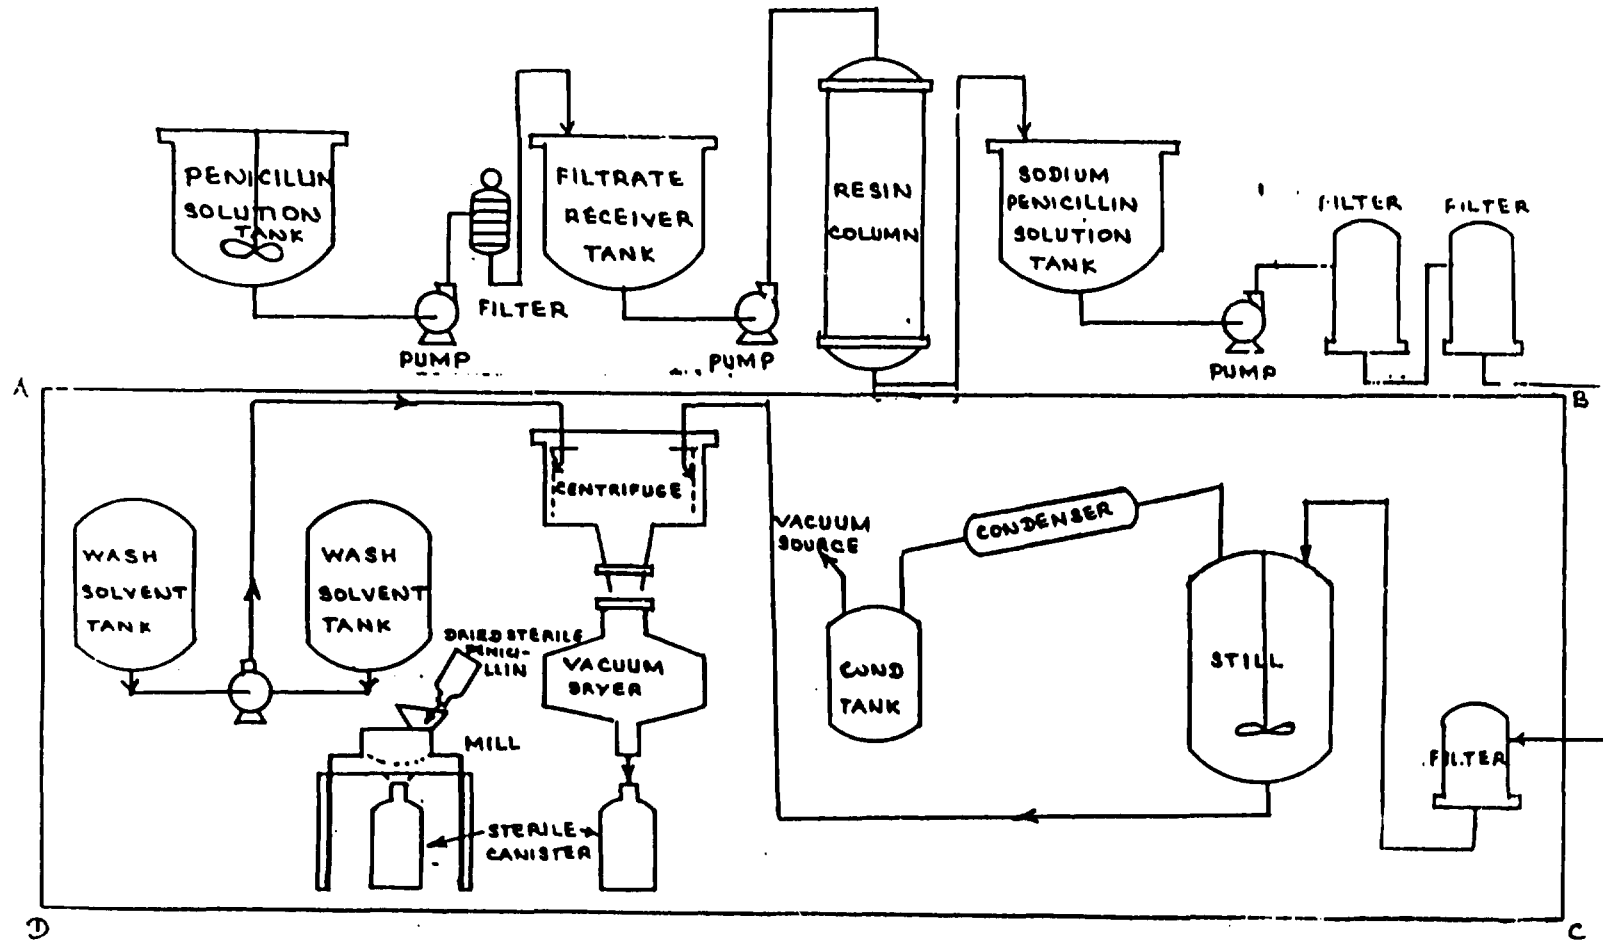 PENICILLIN
SOLUTION
TANK
PUMP
FILTER
FILTRATE
RECEIVER
TANK
PUMP
RESIN
COLUMN
SODIUM
PENICILLIN
SOLUTION
TANK
PUMP
FILTER
FILTER
A
B
WASH
SOLVENT
TANK
WASH
SOLVENT
TANK
CENTRIFUGE
DRIED STERILE
PENICI-
LLIN
VACUUM
DRYER
MILL
STERILE
CANISTER
VACUUM
SOURCE
CONDENSER
COND
TANK
STILL
FILTER
D
C